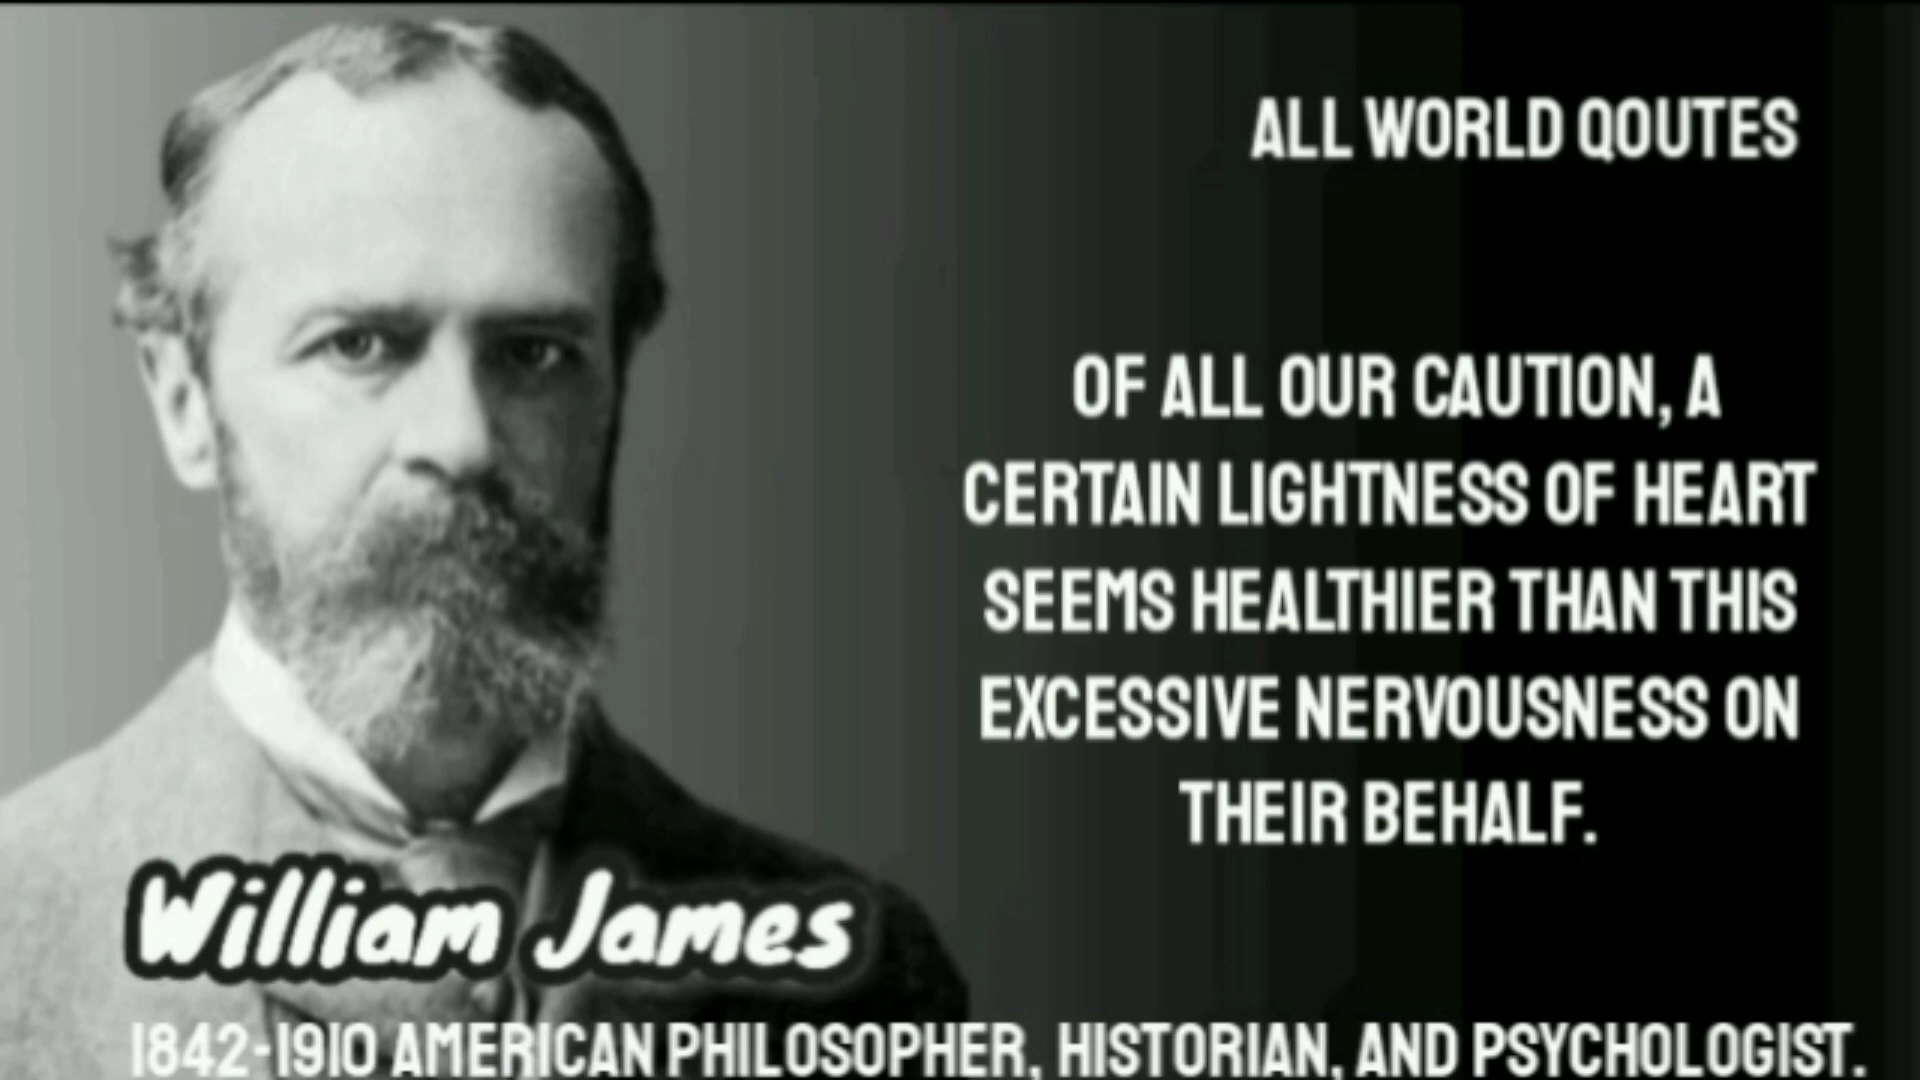 ALL WORLD QOUTES
OF ALL OUR CAUTION, A
CERTAIN LIGHTNESS OF HEART
SEEMS HEALTHIER THAN THIS
EXCESSIVE NERVOUSNESS ON
THEIR BEHALF.
William James
1842-1910 AMERICAN PHILOSOPHER, HISTORIAN, AND PSYCHOLOGIST.